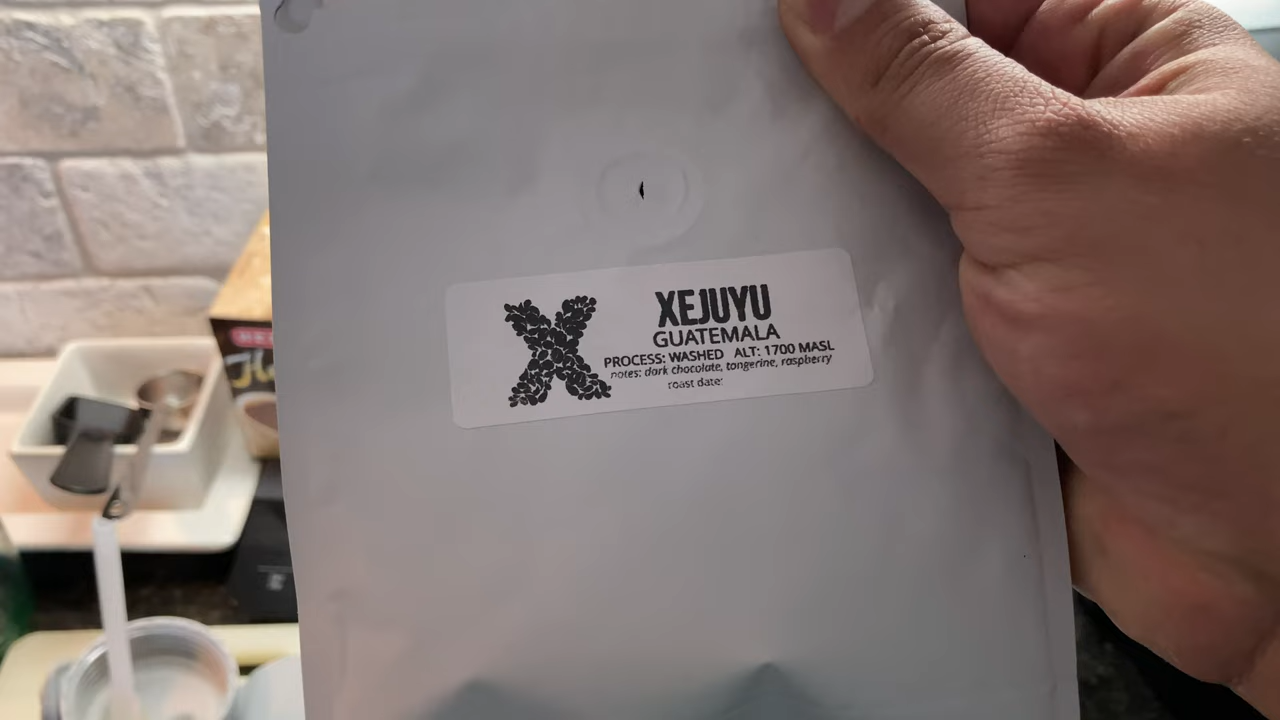 X
XEJUYU
GUATEMALA
PROCESS: WASHED ALT: 1700 MASL
notes: dark chocolate, tangerine, raspberry
roast date: